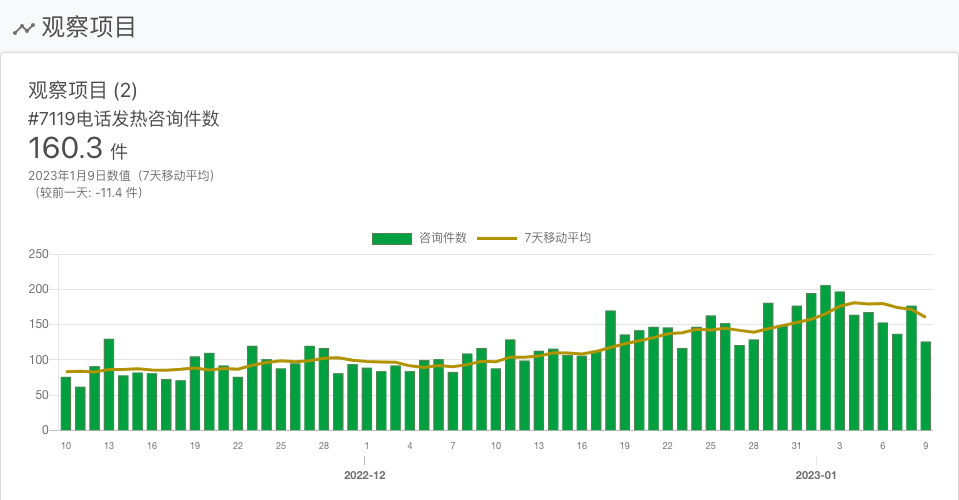 观察项目
观察项目 (2)
#7119电话发热咨询件数
160.3 件
2023年1月9日数值（7天移动平均）
（较前一天: -11.4 件）
咨询件数 7天移动平均
250
200
150
100
50
0
10 13 16 19 22 25 28 1 4 7 10 13 16 19 22 25 28 31 3 6 9
2022-12 2023-01